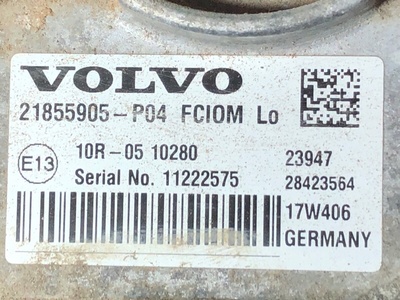 VOLVO
21855905-P04 FCIOM Lo
E13
10R-05 10280 23947
Serial No. 11222575 28423564
17W406
GERMANY